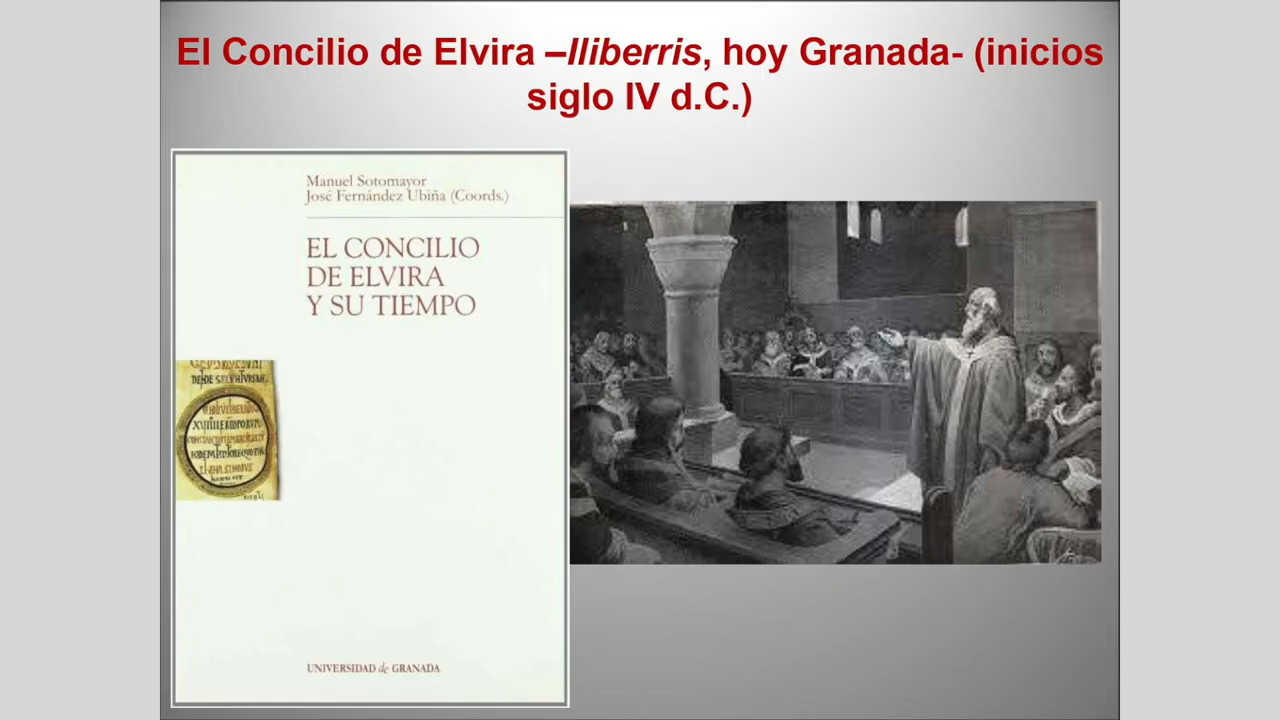 El Concilio de Elvira –Iliberris, hoy Granada- (inicios
siglo IV d.C.)
Manuel Sotomayor
José Fernández Ubiña (Coords.)
EL CONCILIO
DE ELVIRA
Y SU TIEMPO
UNIVERSIDAD de GRANADA